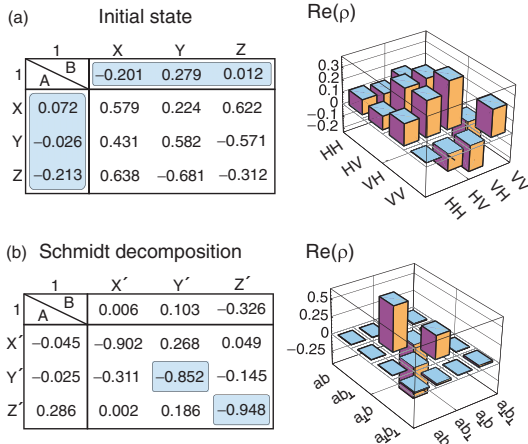 (a) Initial state
1 X Y Z
A B
1 −0.201 0.279 0.012
X 0.072 0.579 0.224 0.622
Y −0.026 0.431 0.582 −0.571
Z −0.213 0.638 −0.681 −0.312
Re(ρ)
0.3
0.2
0.1
0
−0.1
−0.2
HH
HV
VH
VV
HH
HV
VH
VV
(b) Schmidt decomposition
1 X´ Y´ Z´
A B
1 0.006 0.103 −0.326
X´ −0.045 −0.902 0.268 0.049
Y´ −0.025 −0.311 −0.852 −0.145
Z´ 0.286 0.002 0.186 −0.948
Re(ρ)
0.5
0.25
0
−0.25
ab
ab⊥
a⊥b
a⊥b⊥
ab
ab⊥
a⊥b
a⊥b⊥